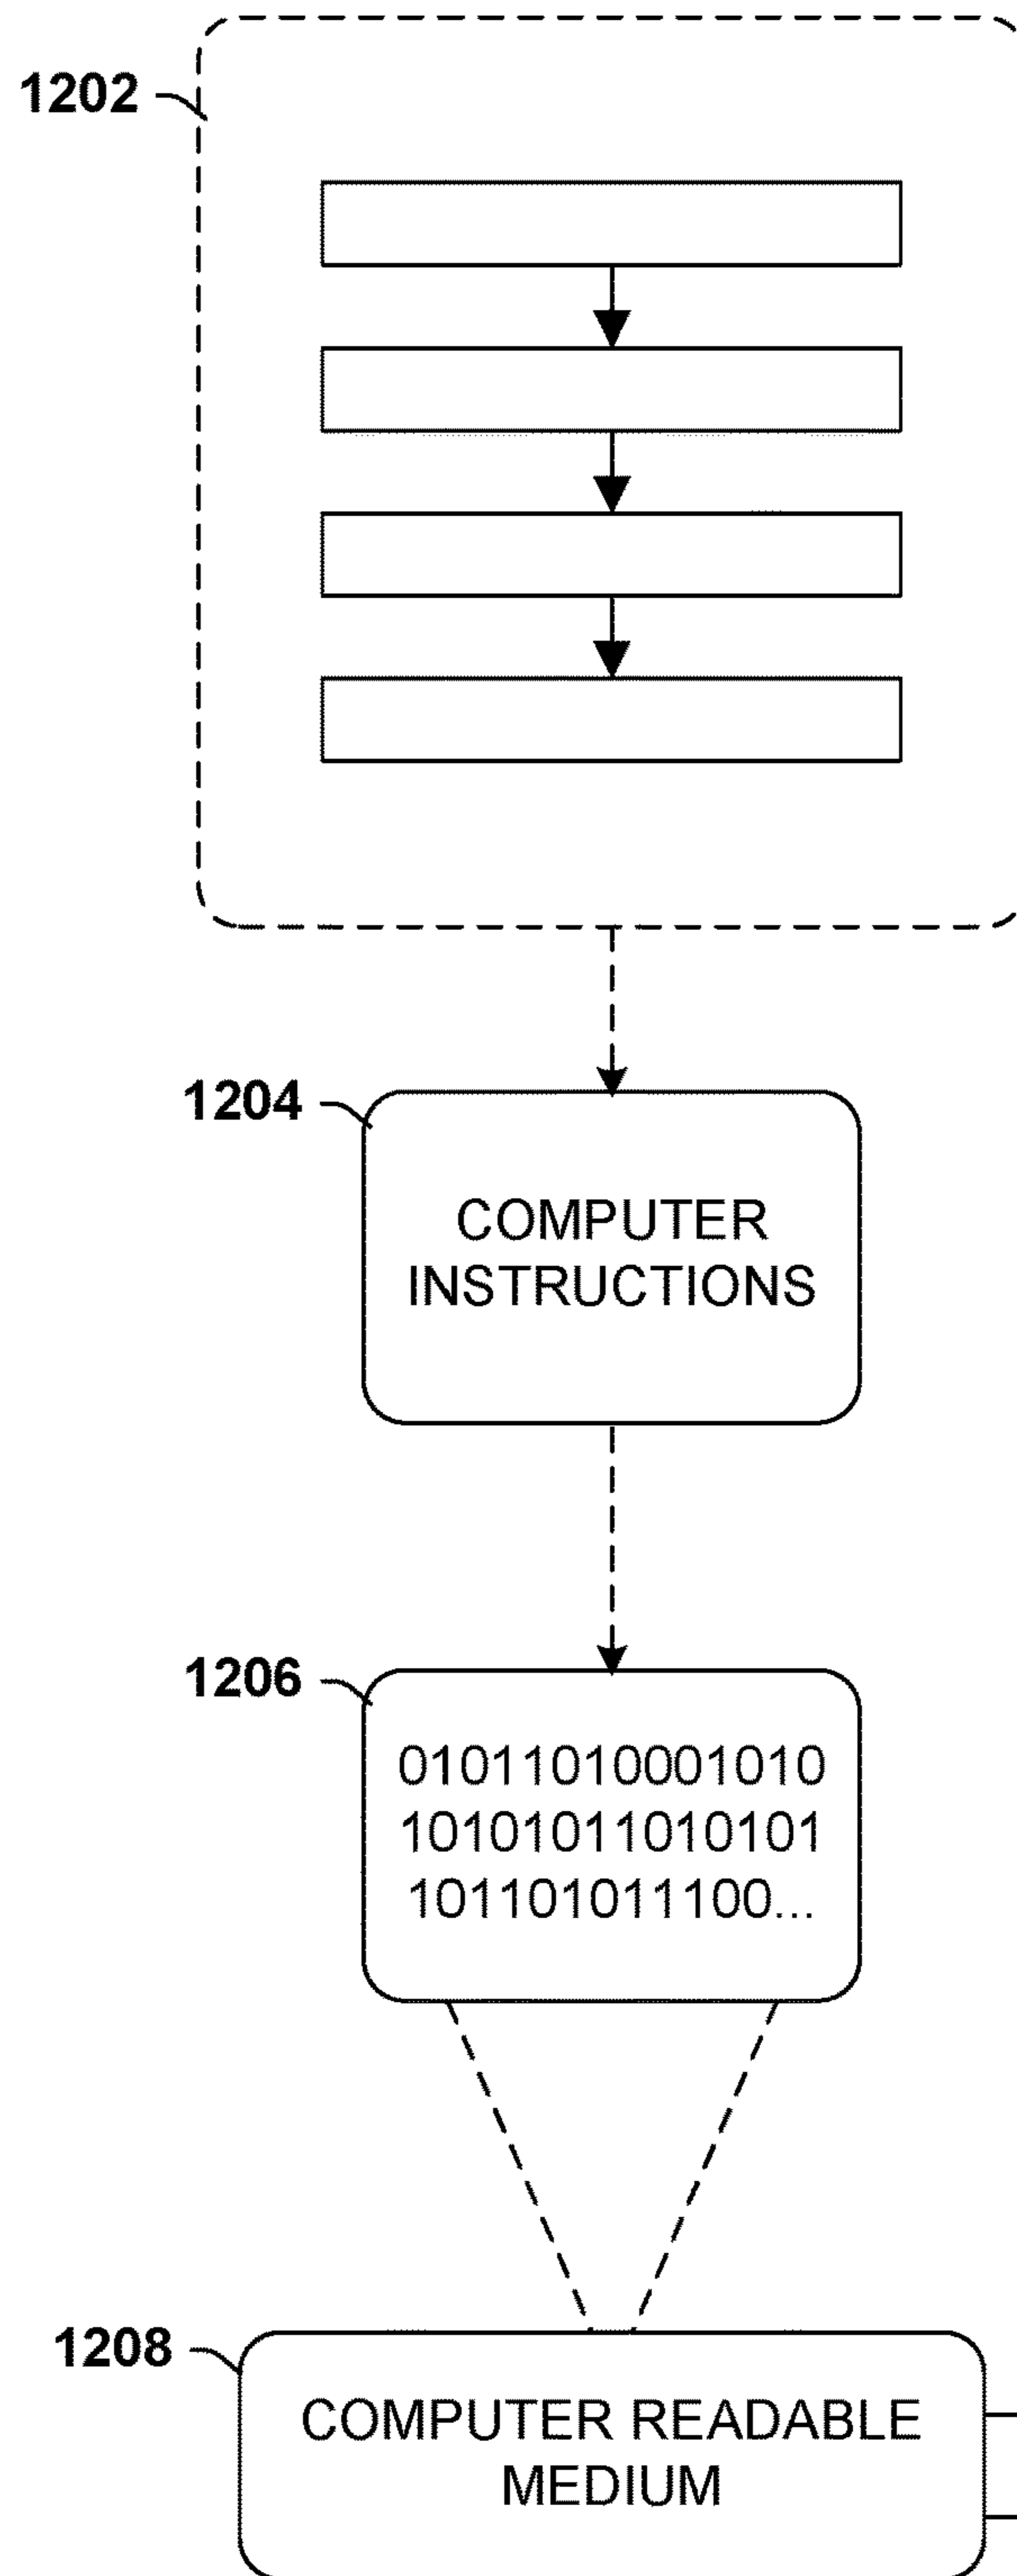 1202
1204
COMPUTER
INSTRUCTIONS
1206
01011010001010
10101011010101
101101011100...
1208
COMPUTER READABLE
MEDIUM